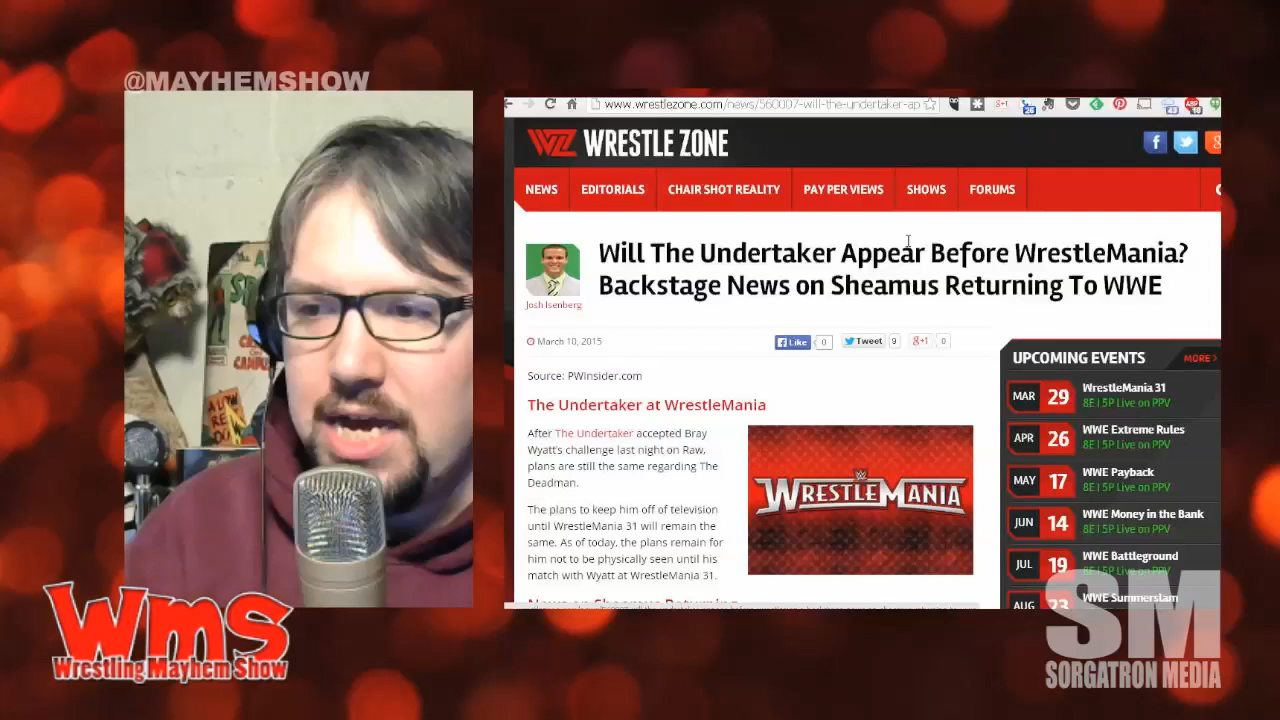 @MAYHEMSHOW
www.wrestlezone.com/news/560007-will-the-undertaker-ap
WZ WRESTLE ZONE
NEWS
EDITORIALS
CHAIR SHOT REALITY
PAY PER VIEWS
SHOWS
FORUMS
Will The Undertaker Appear Before WrestleMania?
Backstage News on Sheamus Returning To WWE
Josh Isenberg
March 10, 2015
Like 0
Tweet 9
g+1 0
Source: PWInsider.com
The Undertaker at WrestleMania
After The Undertaker accepted Bray
Wyatt's challenge last night on Raw,
plans are still the same regarding The
Deadman.
The plans to keep him off of television
until WrestleMania 31 will remain the
same. As of today, the plans remain for
him not to be physically seen until his
match with Wyatt at WrestleMania 31.
WRESTLEMANIA
UPCOMING EVENTS
MORE >
MAR 29 WrestleMania 31
8E | 5P Live on PPV
APR 26 WWE Extreme Rules
8E | 5P Live on PPV
MAY 17 WWE Payback
8E | 5P Live on PPV
JUN 14 WWE Money in the Bank
8E | 5P Live on PPV
JUL 19 WWE Battleground
8E | 5P Live on PPV
AUG 23 WWE Summerslam
WMS
Wrestling Mayhem Show
SM
SORGATRON MEDIA